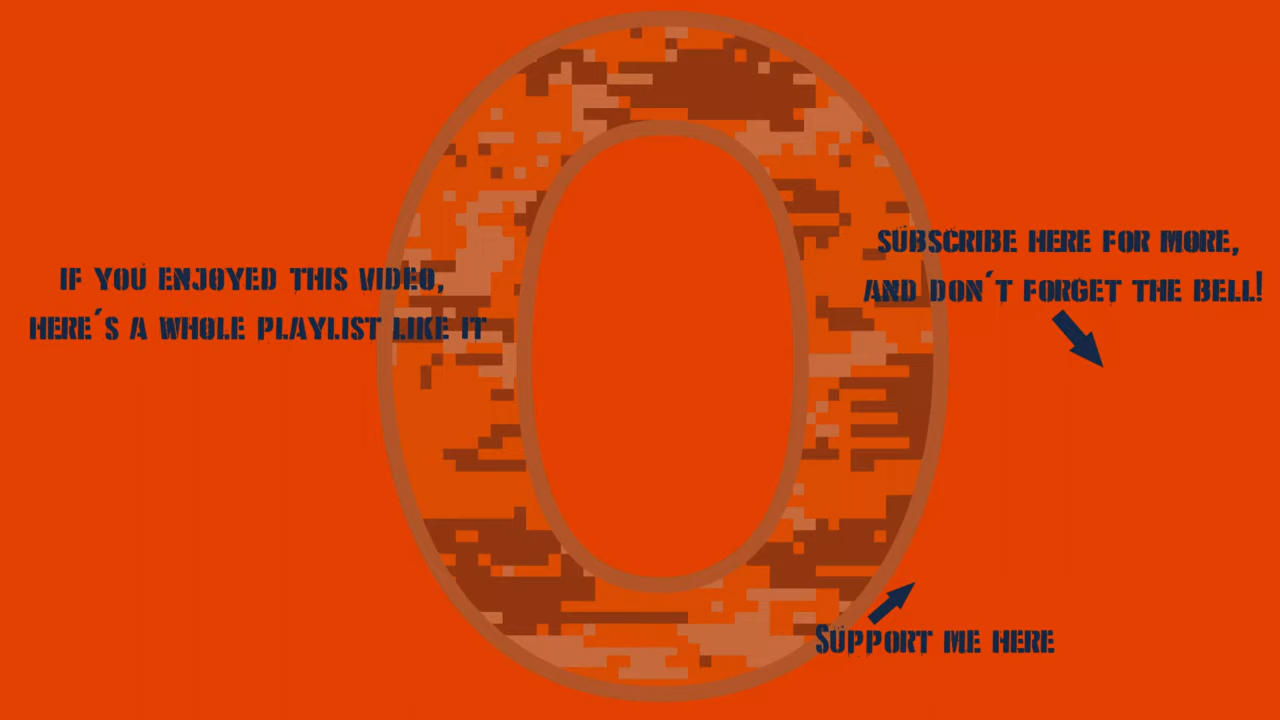 IF YOU ENJOYED THIS VIDEO,
HERE´S A WHOLE PLAYLIST LIKE IT
SUBSCRIBE HERE FOR MORE,
AND DON´T FORGET THE BELL!
SUPPORT ME HERE
O